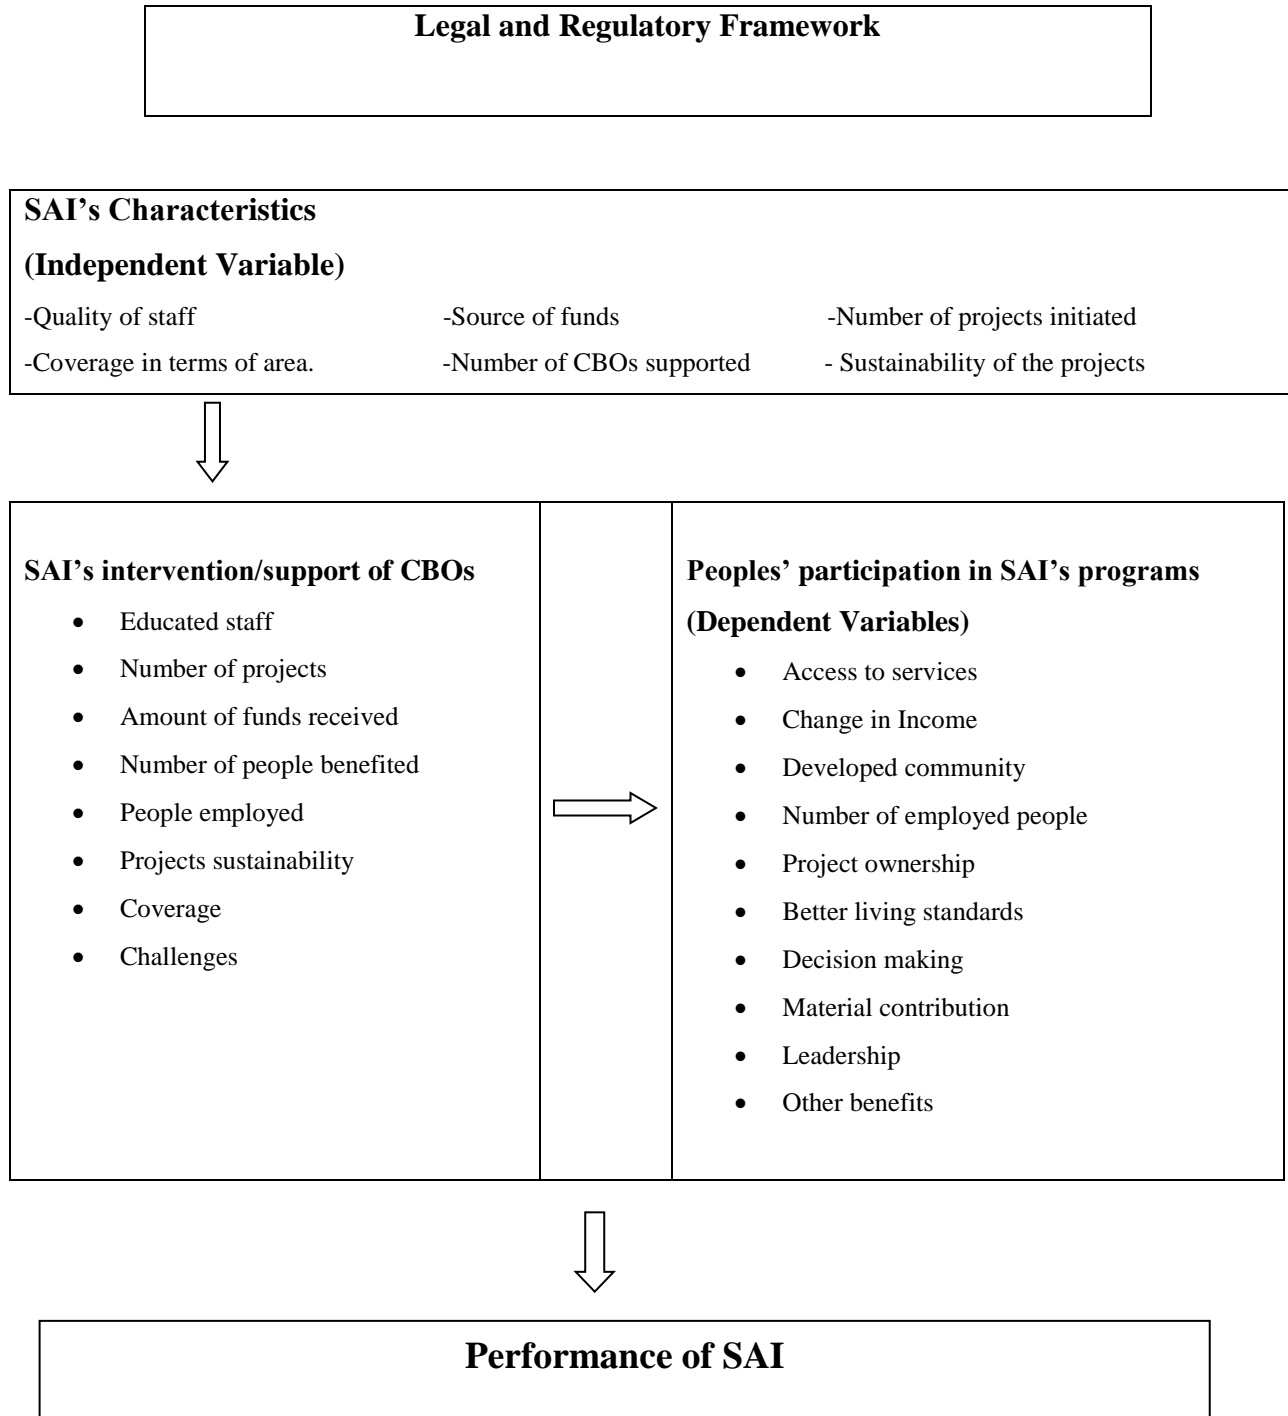 Legal and Regulatory Framework
SAI’s Characteristics
(Independent Variable)
-Quality of staff -Source of funds -Number of projects initiated
-Coverage in terms of area. -Number of CBOs supported - Sustainability of the projects
SAI’s intervention/support of CBOs
• Educated staff
• Number of projects
• Amount of funds received
• Number of people benefited
• People employed
• Projects sustainability
• Coverage
• Challenges
Peoples’ participation in SAI’s programs
(Dependent Variables)
• Access to services
• Change in Income
• Developed community
• Number of employed people
• Project ownership
• Better living standards
• Decision making
• Material contribution
• Leadership
• Other benefits
Performance of SAI